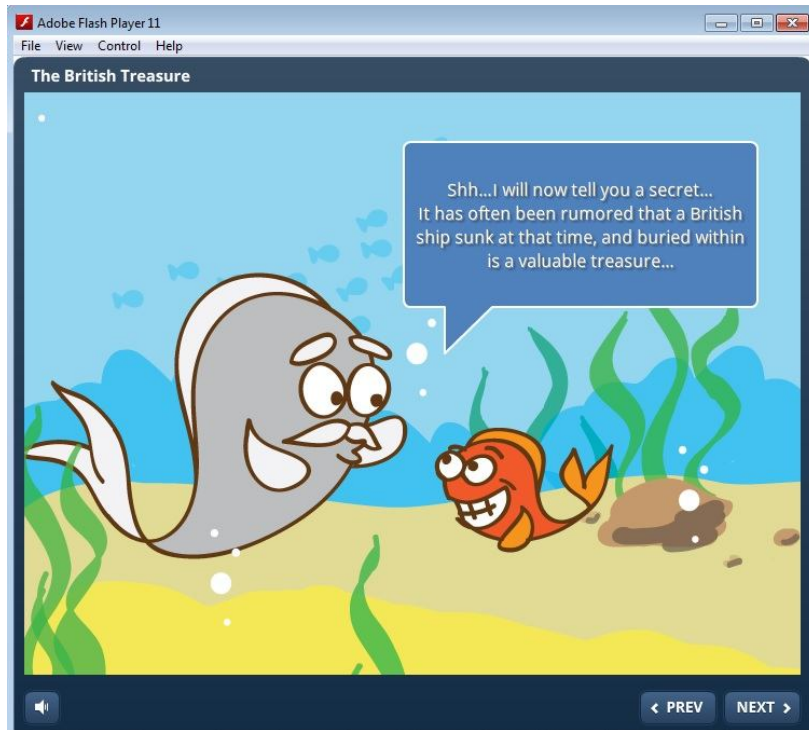 Adobe Flash Player 11
File View Control Help
The British Treasure
Shh...I will now tell you a secret...
It has often been rumored that a British
ship sunk at that time, and buried within
is a valuable treasure...
PREV NEXT